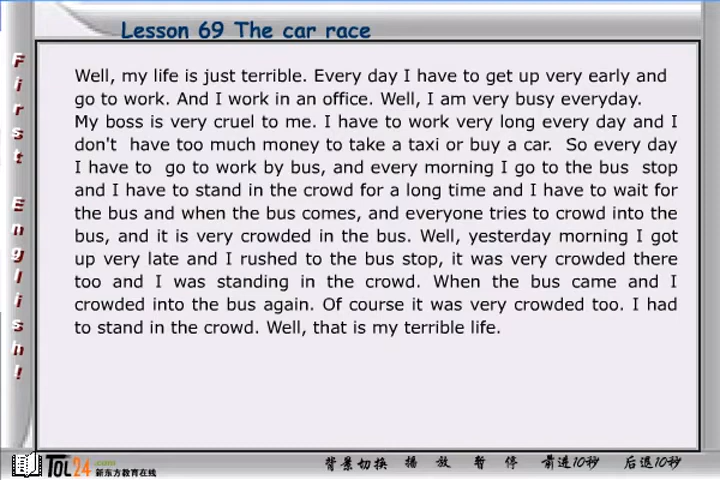 Lesson 69 The car race
First English!
Well, my life is just terrible. Every day I have to get up very early and
go to work. And I work in an office. Well, I am very busy everyday.
My boss is very cruel to me. I have to work very long every day and I
don't have too much money to take a taxi or buy a car. So every day
I have to go to work by bus, and every morning I go to the bus stop
and I have to stand in the crowd for a long time and I have to wait for
the bus and when the bus comes, and everyone tries to crowd into the
bus, and it is very crowded in the bus. Well, yesterday morning I got
up very late and I rushed to the bus stop, it was very crowded there
too and I was standing in the crowd. When the bus came and I
crowded into the bus again. Of course it was very crowded too. I had
to stand in the crowd. Well, that is my terrible life.
TOL24.com 新东方教育在线 背景切换 播放 暂停 前进10秒 后退10秒